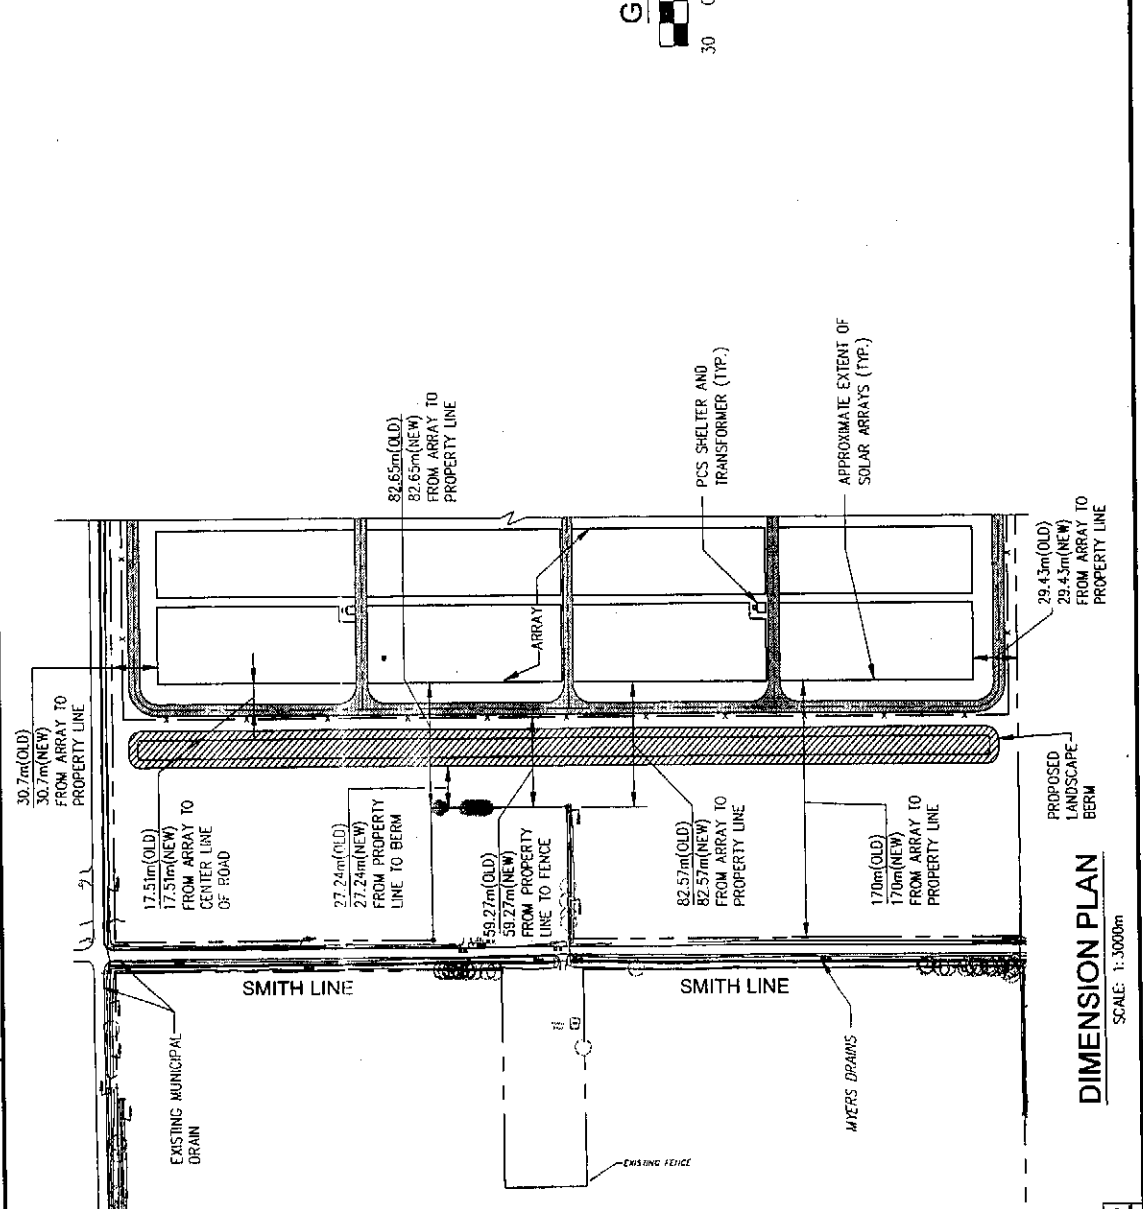 G
30
30.7m(OLD)
30.7m(NEW)
FROM ARRAY TO
PROPERTY LINE
82.65m(OLD)
82.65m(NEW)
FROM ARRAY TO
PROPERTY LINE
PCS SHELTER AND
TRANSFORMER (TYP.)
APPROXIMATE EXTENT OF
SOLAR ARRAYS (TYP.)
29.43m(OLD)
29.43m(NEW)
FROM ARRAY TO
PROPERTY LINE
ARRAY
17.51m(OLD)
17.51m(NEW)
FROM ARRAY TO
CENTER LINE
OF ROAD
27.24m(OLD)
27.24m(NEW)
FROM PROPERTY
LINE TO BERM
59.27m(OLD)
59.27m(NEW)
FROM PROPERTY
LINE TO FENCE
82.57m(OLD)
82.57m(NEW)
FROM ARRAY TO
PROPERTY LINE
170m(OLD)
170m(NEW)
FROM ARRAY TO
PROPERTY LINE
PROPOSED
LANDSCAPE
BERM
SMITH LINE
SMITH LINE
EXISTING MUNICIPAL
DRAIN
MYERS DRAINS
EXISTING FENCE
DIMENSION PLAN
SCALE: 1:3000m